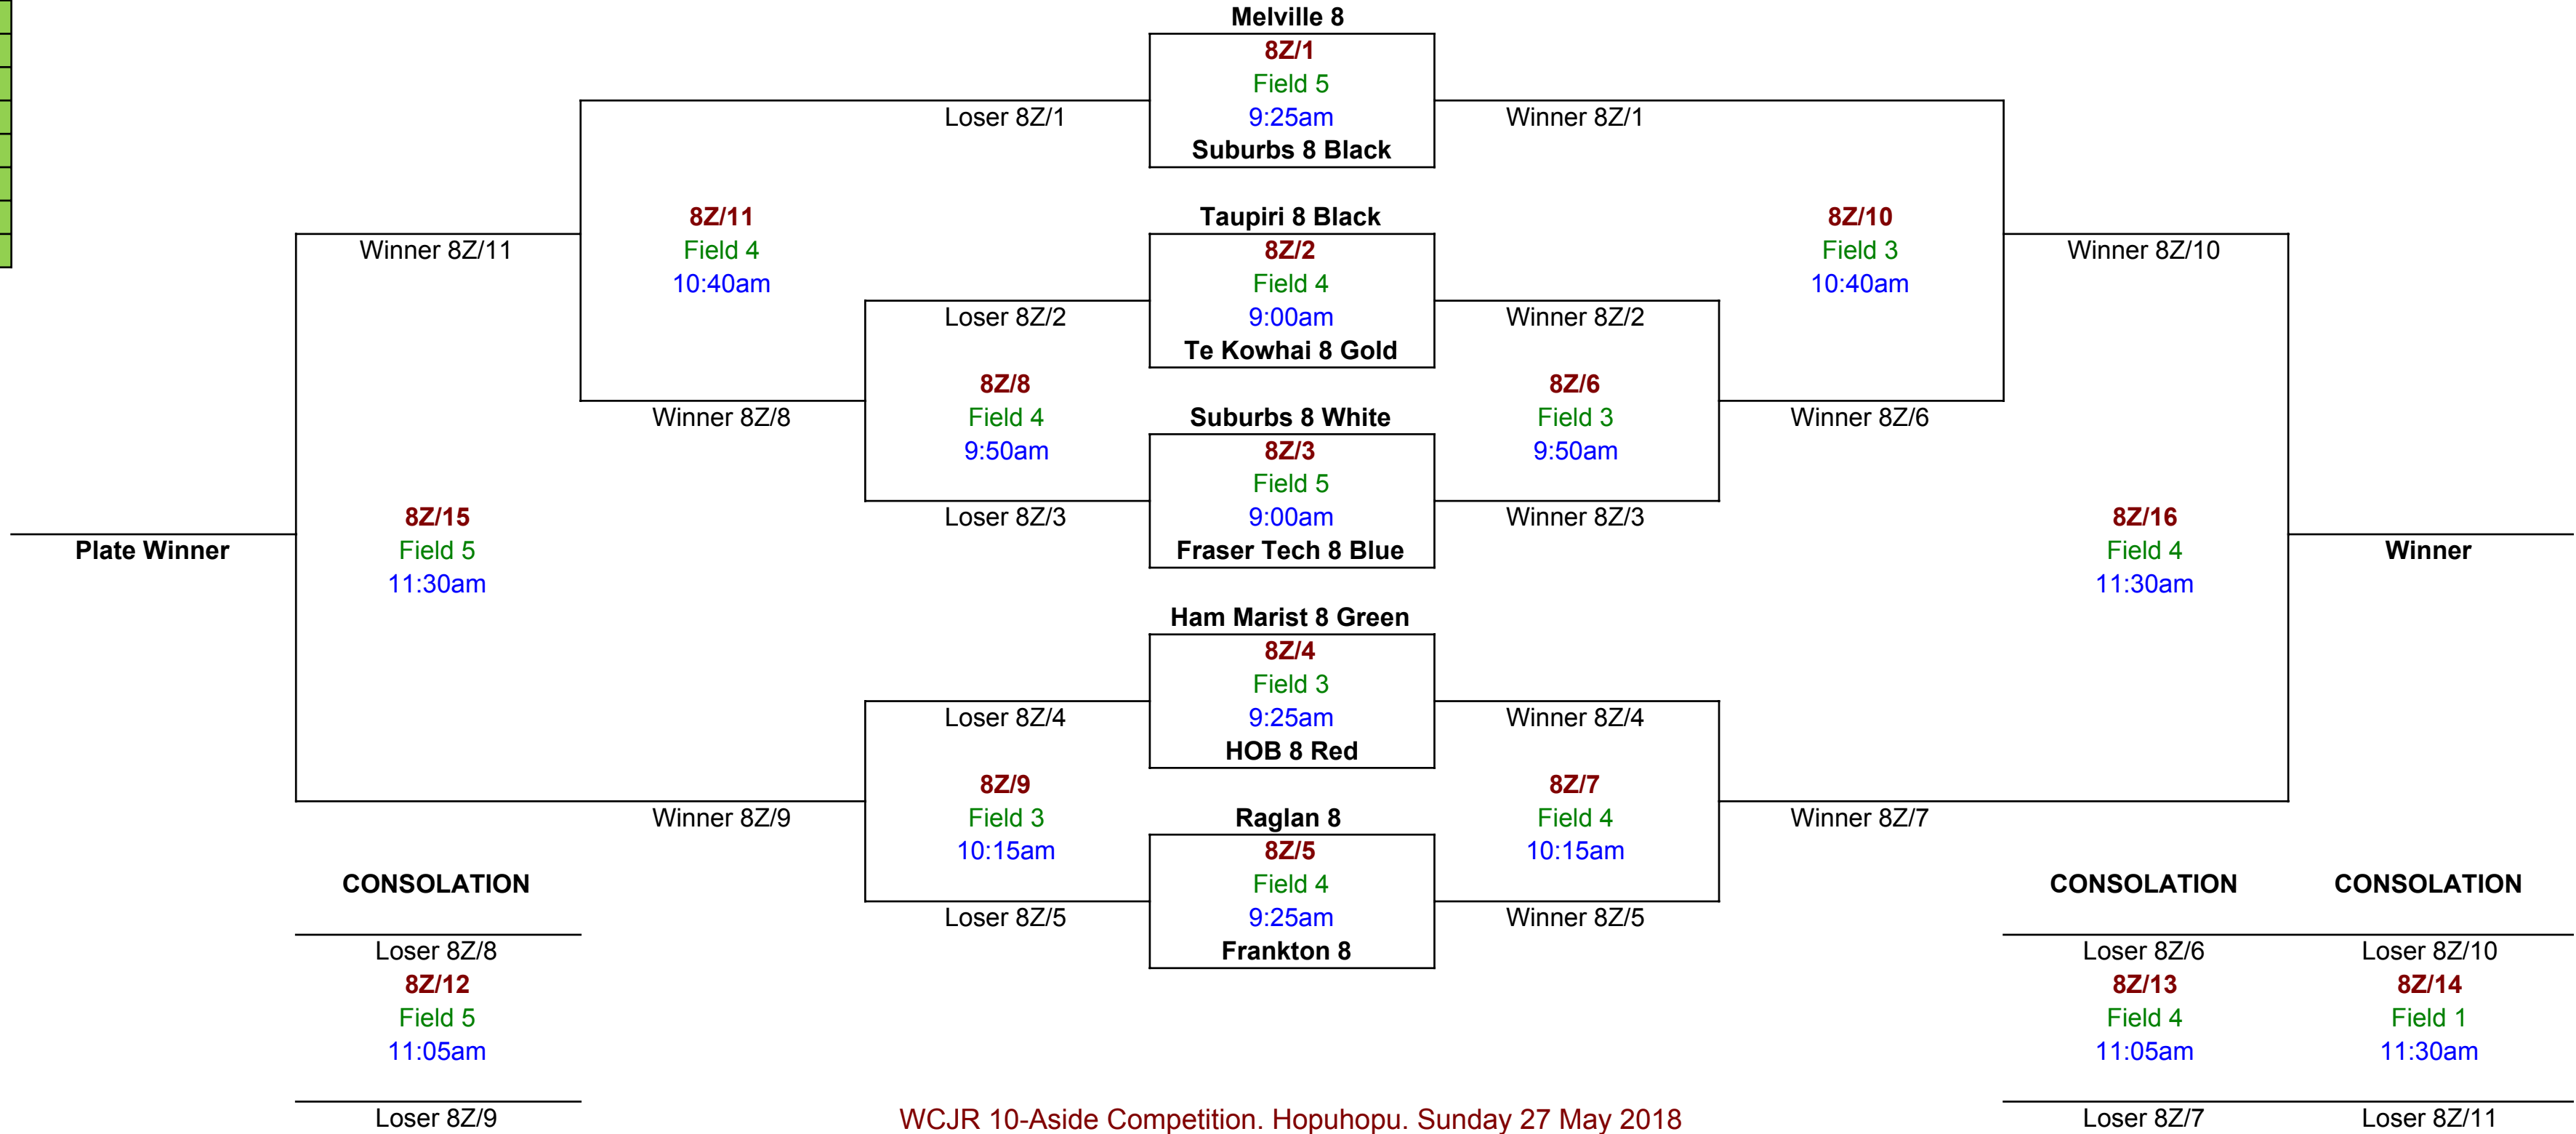 Melville 8
8Z/1
Field 5
Loser 8Z/1 9:25am Winner 8Z/1
Suburbs 8 Black
8Z/11 Taupiri 8 Black 8Z/10
Winner 8Z/11 Field 4 8Z/2 Field 3 Winner 8Z/10
10:40am Field 4 10:40am
Loser 8Z/2 9:00am Winner 8Z/2
Te Kowhai 8 Gold
8Z/8 8Z/6
Winner 8Z/8 Field 4 Suburbs 8 White Field 3 Winner 8Z/6
9:50am 8Z/3 9:50am
Field 5
8Z/15 Loser 8Z/3 9:00am Winner 8Z/3 8Z/16
Plate Winner Field 5 Fraser Tech 8 Blue Field 4 Winner
11:30am 11:30am
Ham Marist 8 Green
8Z/4
Field 3
Loser 8Z/4 9:25am Winner 8Z/4
HOB 8 Red
8Z/9 8Z/7
Winner 8Z/9 Field 3 Raglan 8 Field 4 Winner 8Z/7
10:15am 8Z/5 10:15am
CONSOLATION Field 4 CONSOLATION CONSOLATION
Loser 8Z/5 9:25am Winner 8Z/5
Loser 8Z/8 Frankton 8 Loser 8Z/6 Loser 8Z/10
8Z/12 8Z/13 8Z/14
Field 5 Field 4 Field 1
11:05am 11:05am 11:30am
Loser 8Z/9 WCJR 10-Aside Competition. Hopuhopu. Sunday 27 May 2018 Loser 8Z/7 Loser 8Z/11